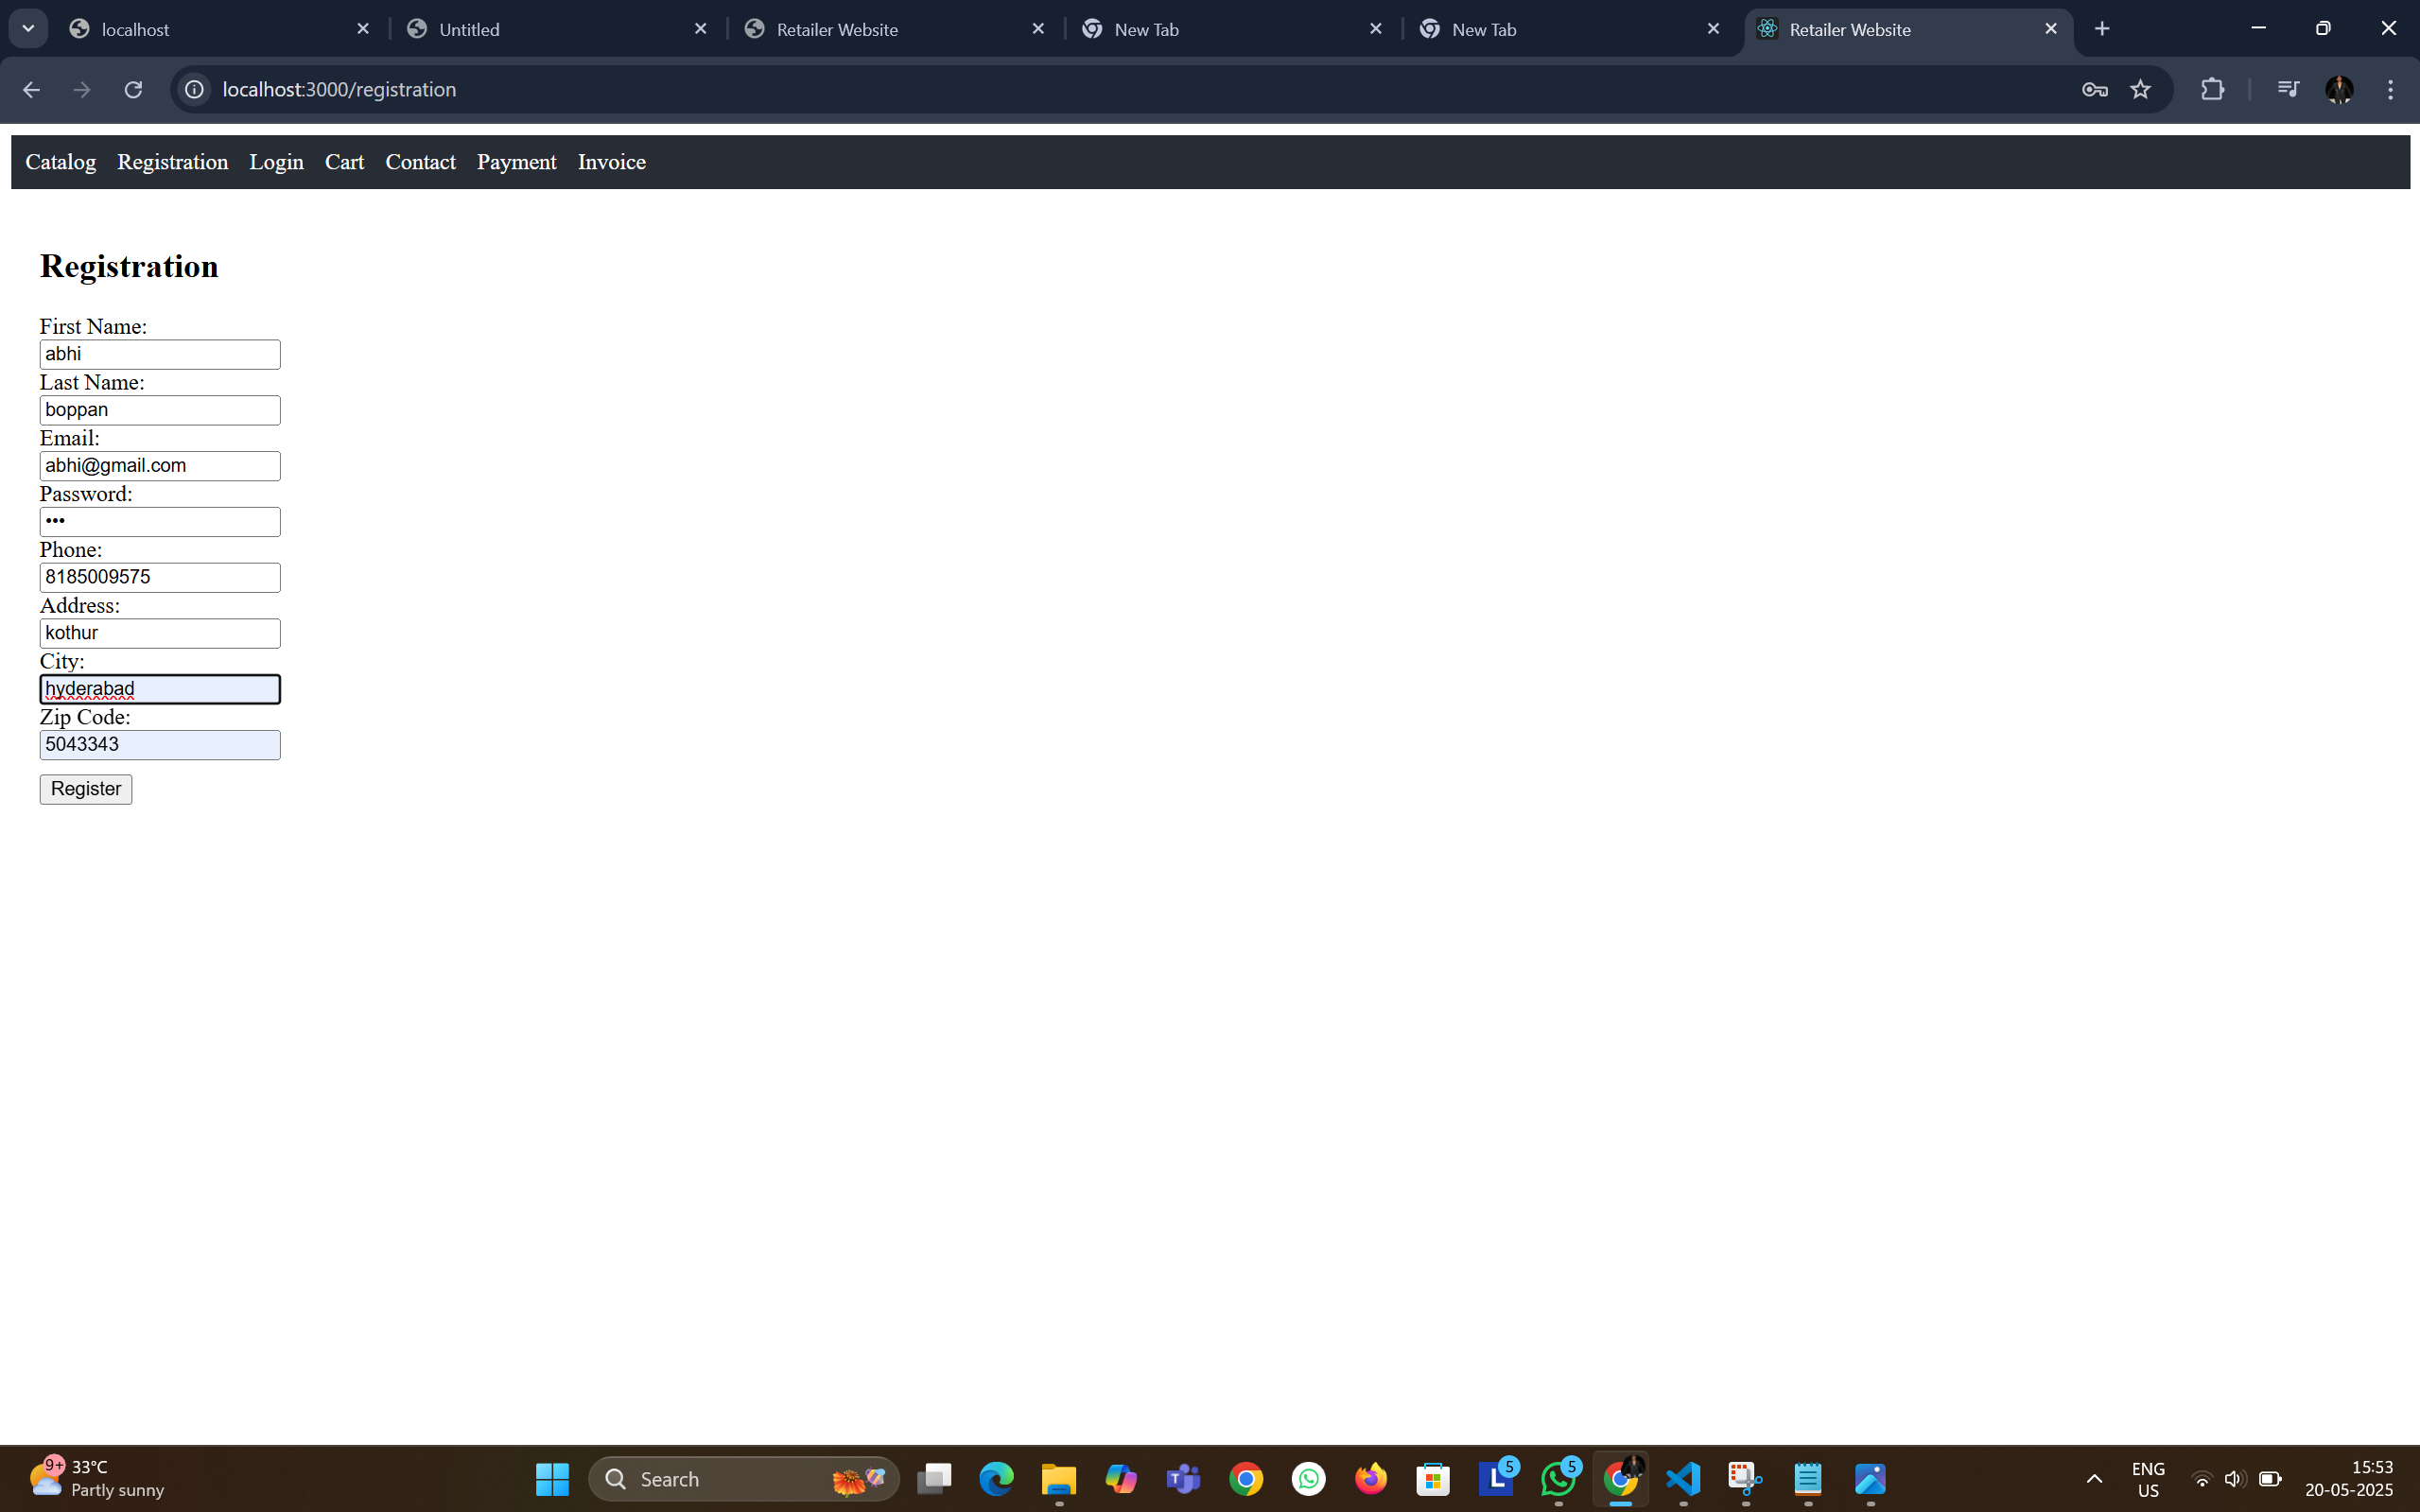 localhost
Untitled
Retailer Website
New Tab
New Tab
Retailer Website
localhost:3000/registration
Catalog Registration Login Cart Contact Payment Invoice
Registration
First Name:
abhi
Last Name:
boppan
Email:
abhi@gmail.com
Password:
•••
Phone:
8185009575
Address:
kothur
City:
hyderabad
Zip Code:
5043343
Register
9+
33°C
Partly sunny
Search
T
L
5
5
ENG
US
15:53
20-05-2025